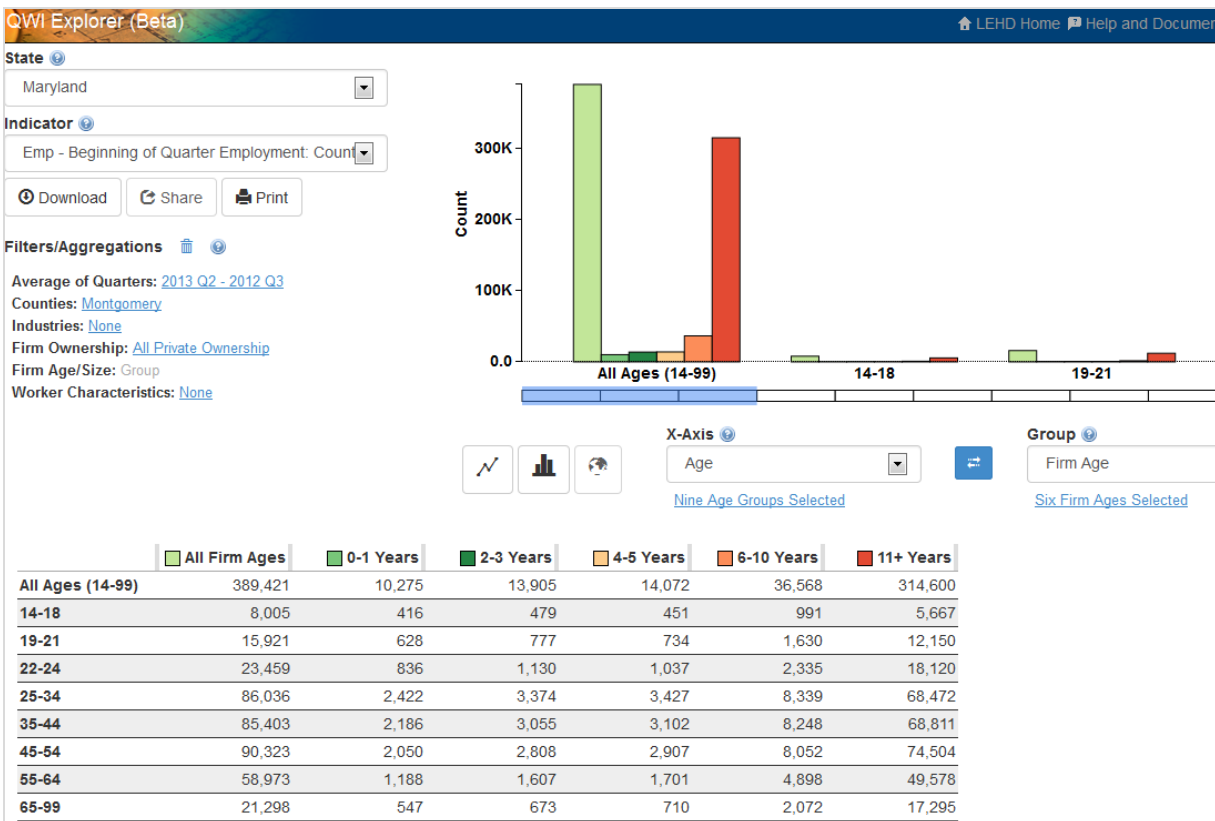 QWI Explorer (Beta)
LEHD Home Help and Documen
State
Maryland
Indicator
Emp - Beginning of Quarter Employment: Count
Download Share Print
Filters/Aggregations
Average of Quarters: 2013 Q2 - 2012 Q3
Counties: Montgomery
Industries: None
Firm Ownership: All Private Ownership
Firm Age/Size: Group
Worker Characteristics: None
Count
300K
200K
100K
0.0
All Ages (14-99) 14-18 19-21
X-Axis Group
Age Firm Age
Nine Age Groups Selected Six Firm Ages Selected
All Firm Ages 0-1 Years 2-3 Years 4-5 Years 6-10 Years 11+ Years
All Ages (14-99) 389,421 10,275 13,905 14,072 36,568 314,600
14-18 8,005 416 479 451 991 5,667
19-21 15,921 628 777 734 1,630 12,150
22-24 23,459 836 1,130 1,037 2,335 18,120
25-34 86,036 2,422 3,374 3,427 8,339 68,472
35-44 85,403 2,186 3,055 3,102 8,248 68,811
45-54 90,323 2,050 2,808 2,907 8,052 74,504
55-64 58,973 1,188 1,607 1,701 4,898 49,578
65-99 21,298 547 673 710 2,072 17,295